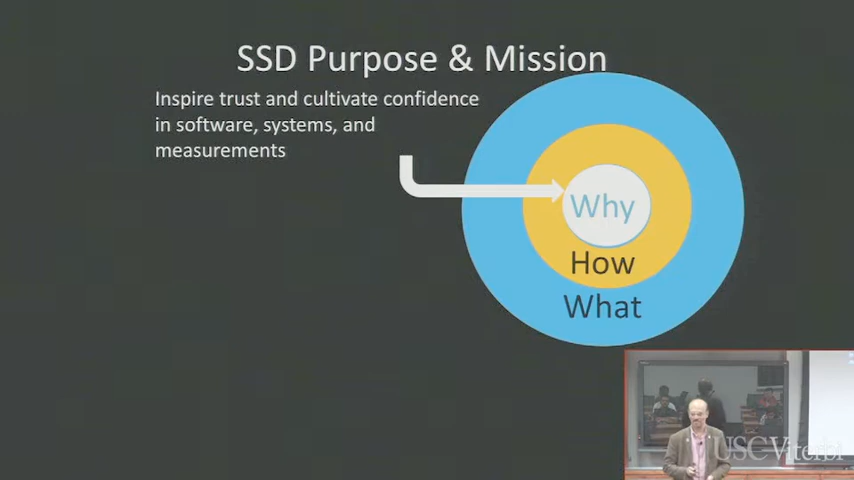 SSD Purpose & Mission
Inspire trust and cultivate confidence
in software, systems, and
measurements
Why
How
What
USC Viterbi